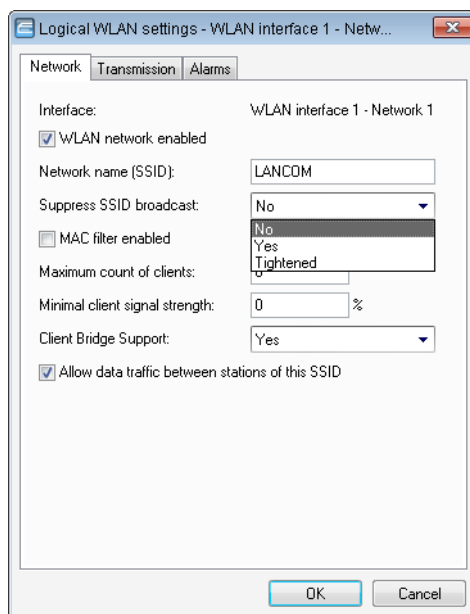 Logical WLAN settings - WLAN interface 1 - Netw...
Network Transmission Alarms
Interface: WLAN interface 1 - Network 1
WLAN network enabled
Network name (SSID): LANCOM
Suppress SSID broadcast: No
No
MAC filter enabled
Yes
Tightened
Maximum count of clients:
Minimal client signal strength: 0 %
Client Bridge Support: Yes
Allow data traffic between stations of this SSID
OK Cancel